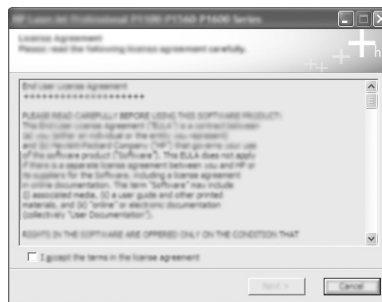 HP LaserJet Professional P1100-P1560-P1600 Series
License Agreement
Please read the following license agreement carefully.
h
End User License Agreement
PLEASE READ CAREFULLY BEFORE USING THIS SOFTWARE PRODUCT:
This End-User License Agreement ("EULA") is a contract between
(a) you (either an individual or the entity you represent)
and (b) Hewlett-Packard Company ("HP") that governs your use
of this software product ("Software"). This EULA does not apply
if there is a separate license agreement between you and HP or
its suppliers for the Software, including a license agreement
in online documentation. The term "Software" may include
(i) associated media, (ii) a user guide and other printed
materials, and (iii) "online" or electronic documentation
(collectively "User Documentation").
RIGHTS IN THE SOFTWARE ARE OFFERED ONLY ON THE CONDITION THAT
I accept the terms in the license agreement
Next >
Cancel